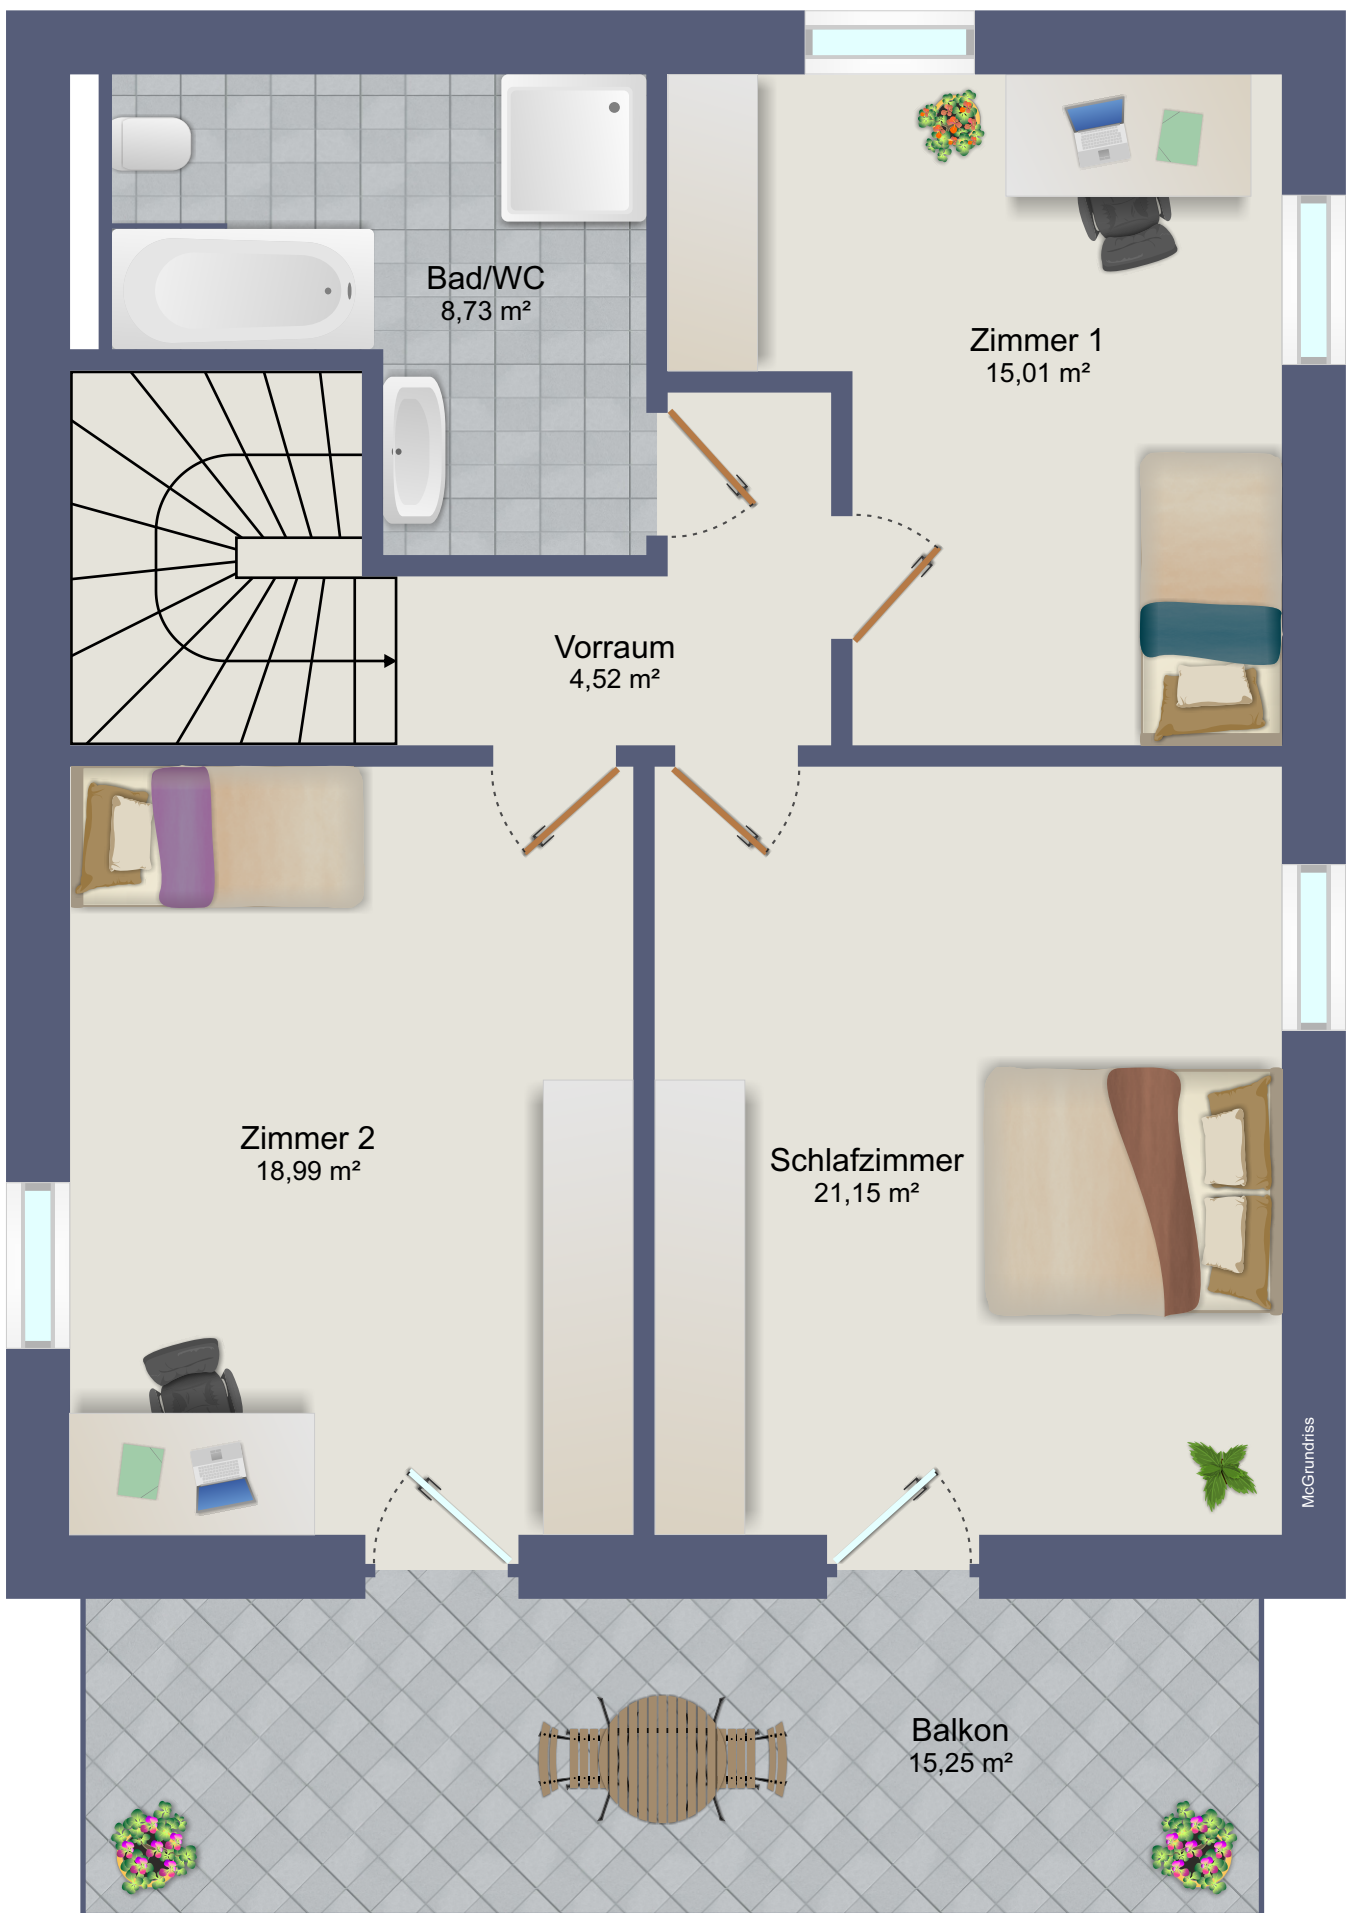 Bad/WC
8,73 m²
Zimmer 1
15,01 m²
Vorraum
4,52 m²
Zimmer 2
18,99 m²
Schlafzimmer
21,15 m²
McGrundriss
Balkon
15,25 m²